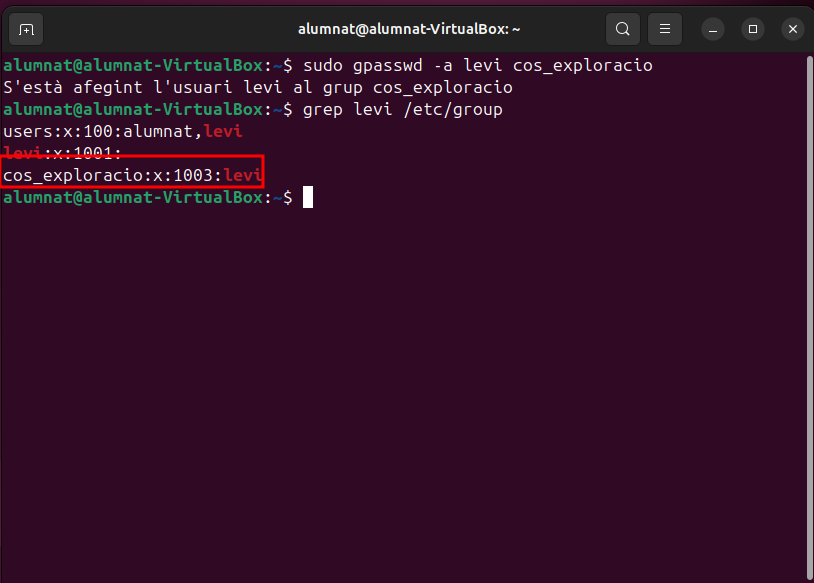 alumnat@alumnat-VirtualBox: ~
alumnat@alumnat-VirtualBox:~$ sudo gpasswd -a levi cos_exploracio
S'està afegint l'usuari levi al grup cos_exploracio
alumnat@alumnat-VirtualBox:~$ grep levi /etc/group
users:x:100:alumnat,levi
levi:x:1001:
cos_exploracio:x:1003:levi
alumnat@alumnat-VirtualBox:~$